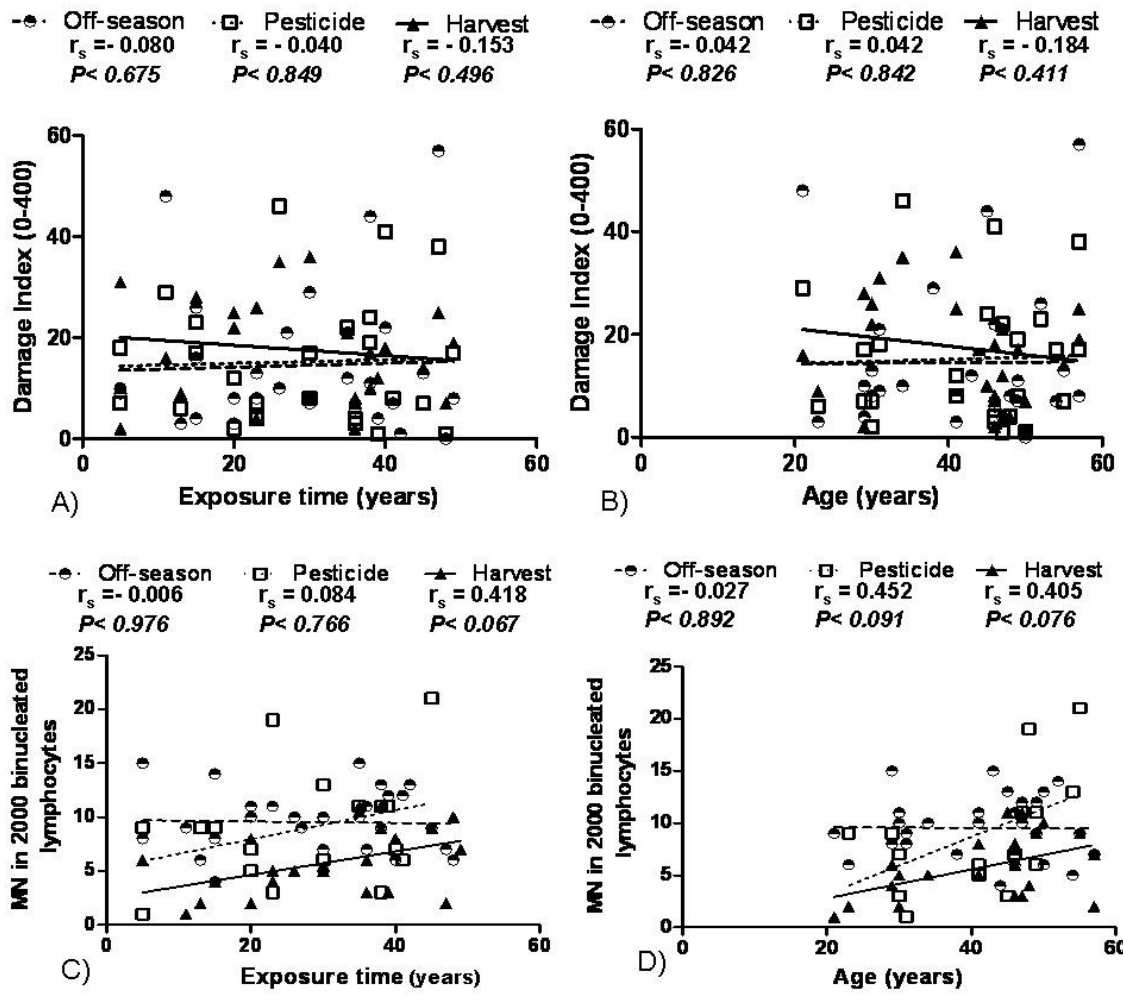 Off-season Pesticide Harvest
rs =- 0.080 rs = - 0.040 rs = - 0.153
P< 0.675 P< 0.849 P< 0.496
Damage Index (0-400)
60
40
20
0
0 20 40 60
Exposure time (years)
A)
Off-season Pesticide Harvest
rs =- 0.042 rs = 0.042 rs = - 0.184
P< 0.826 P< 0.842 P< 0.411
Damage Index (0-400)
60
40
20
0
0 20 40 60
Age (years)
B)
Off-season Pesticide Harvest
rs =- 0.006 rs = 0.084 rs = 0.418
P< 0.976 P< 0.766 P< 0.067
MN in 2000 binucleated
lymphocytes
25
20
15
10
5
0
0 20 40 60
Exposure time (years)
C)
Off-season Pesticide Harvest
rs =- 0.027 rs = 0.452 rs = 0.405
P< 0.892 P< 0.091 P< 0.076
MN in 2000 binucleated
lymphocytes
25
20
15
10
5
0
0 20 40 60
Age (years)
D)